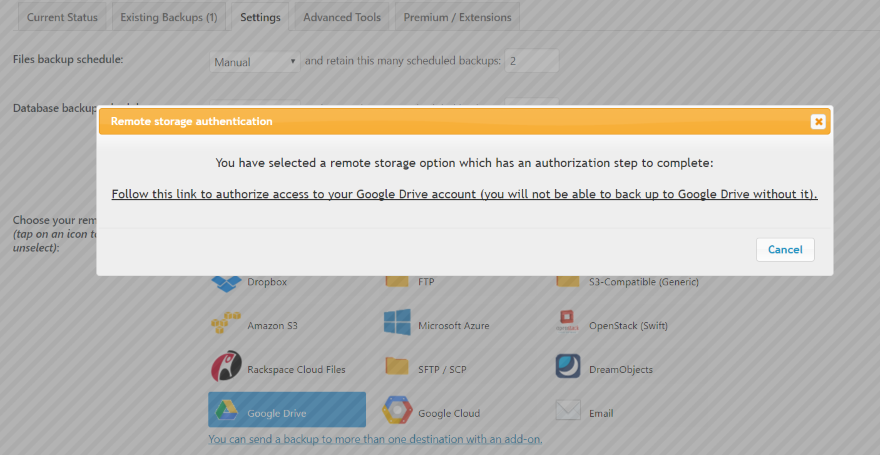 Current Status Existing Backups (1) Settings Advanced Tools Premium / Extensions
Files backup schedule: Manual and retain this many scheduled backups: 2
Database backup
Remote storage authentication
You have selected a remote storage option which has an authorization step to complete:
Follow this link to authorize access to your Google Drive account (you will not be able to back up to Google Drive without it).
Choose your rem
(tap on an icon to
unselect):
Cancel
Dropbox FTP S3-Compatible (Generic)
Amazon S3 Microsoft Azure OpenStack (Swift)
Rackspace Cloud Files SFTP / SCP DreamObjects
Google Drive Google Cloud Email
You can send a backup to more than one destination with an add-on.